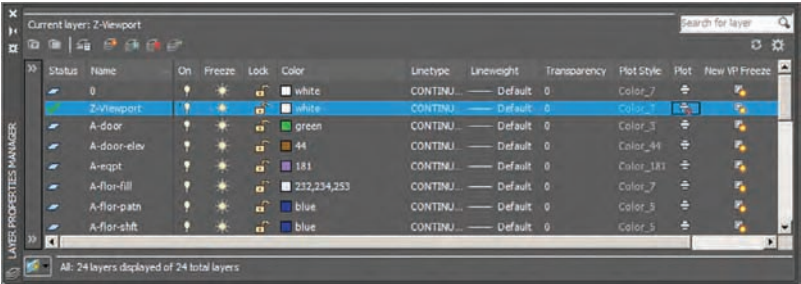 Current layer: Z-Viewport
Search for layer
Status Name On Freeze Lock Color Linetype Lineweight Transparency Plot Style Plot New VP Freeze
0 white CONTINU... Default 0 Color_7
Z-Viewport white CONTINU... Default 0 Color_7
A-door green CONTINU... Default 0 Color_3
A-door-elev 44 CONTINU... Default 0 Color_44
A-eqpt 181 CONTINU... Default 0 Color_181
A-flor-fill 232,234,253 CONTINU... Default 0 Color_7
A-flor-patn blue CONTINU... Default 0 Color_5
A-flor-shft blue CONTINU... Default 0 Color_5
LAYER PROPERTIES MANAGER
All: 24 layers displayed of 24 total layers